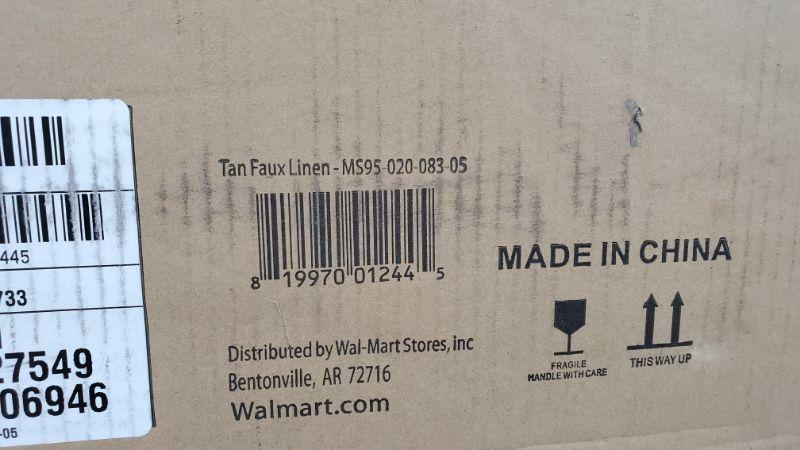 445
733
27549
06946
-05
Tan Faux Linen - MS95-020-083-05
8 19970 01244 5
Distributed by Wal-Mart Stores, inc
Bentonville, AR 72716
Walmart.com
MADE IN CHINA
FRAGILE
HANDLE WITH CARE
THIS WAY UP